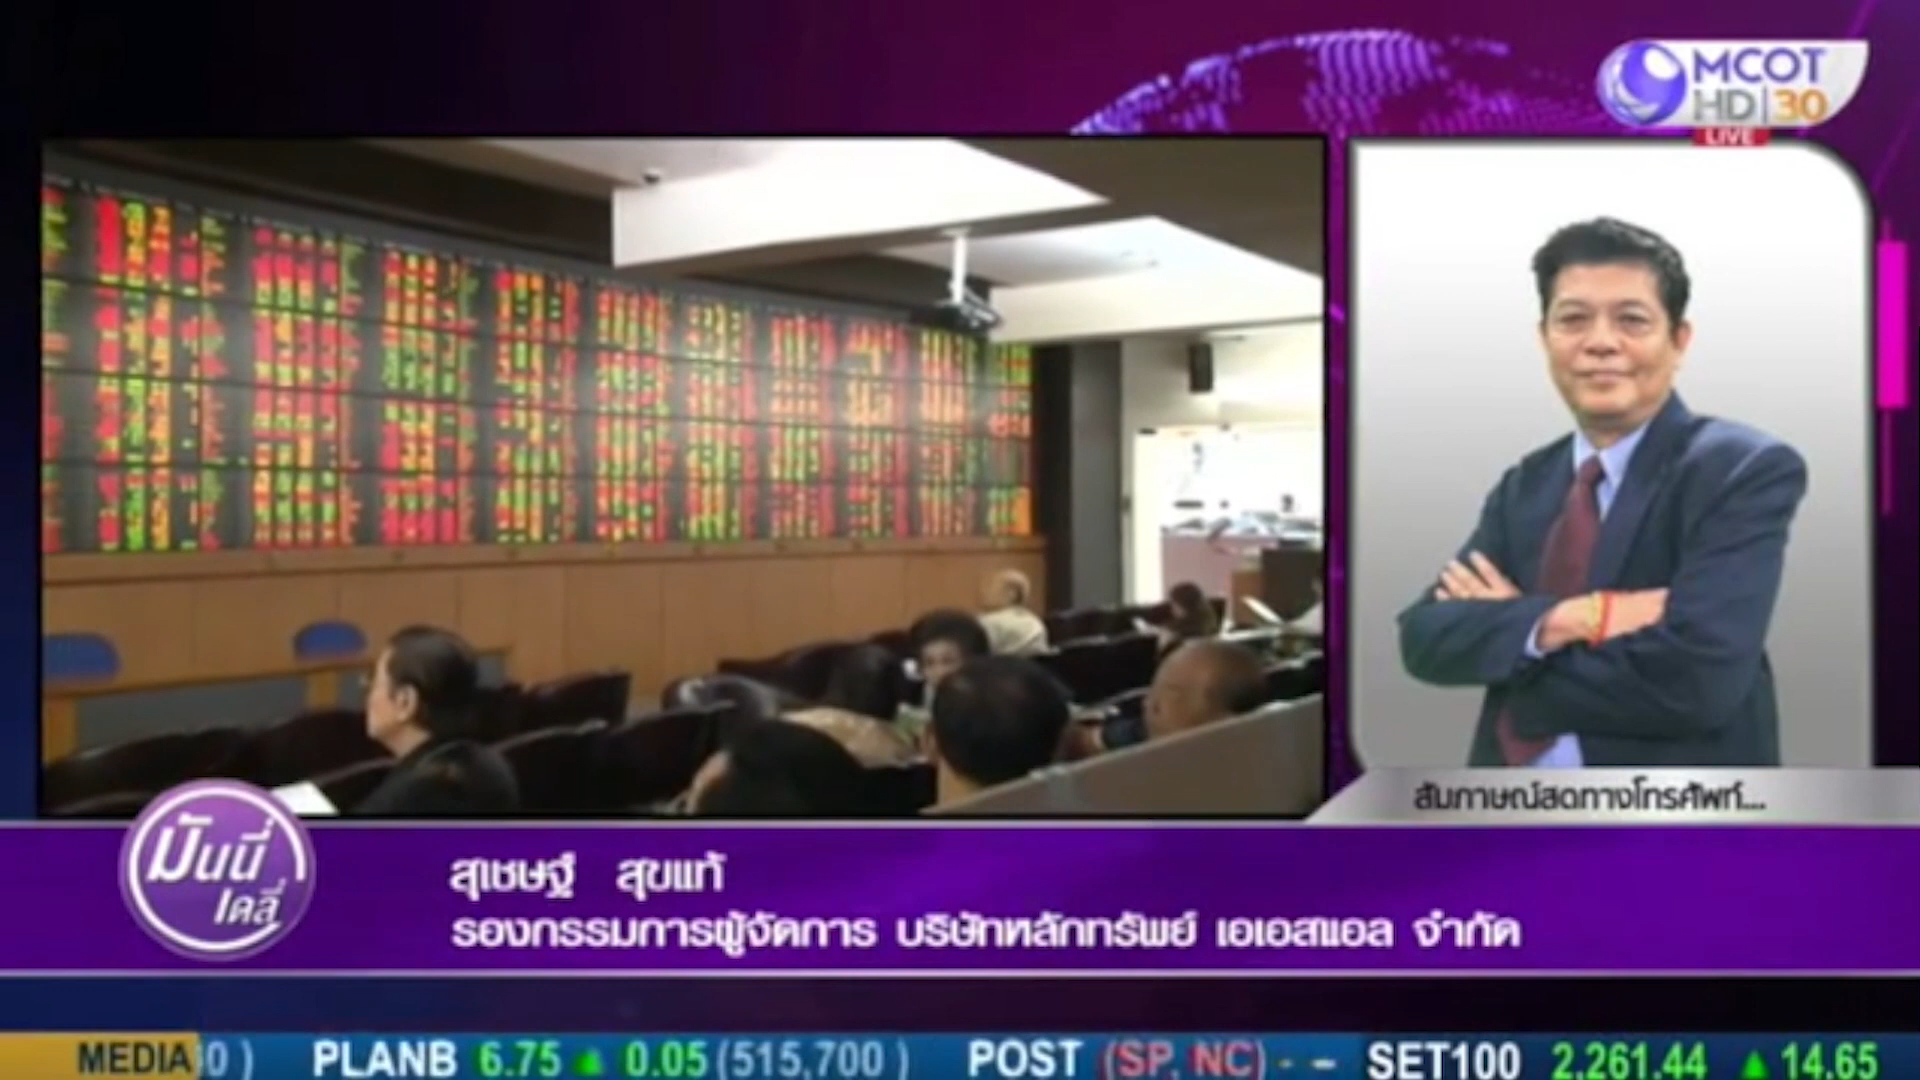 MCOT
HD|30
LIVE
สัมภาษณ์สดทางโทรศัพท์...
มันนี่
เดลี่
สุเชษฐ์ สุขแท้
รองกรรมการผู้จัดการ บริษัทหลักทรัพย์ เอเอสแอล จำกัด
MEDIA 0 ) PLANB 6.75 ▲ 0.05 (515,700 ) POST (SP, NC) - - SET100 2,261.44 ▲ 14.65